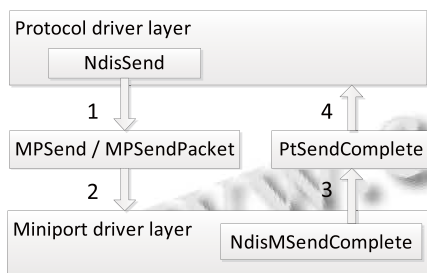 Protocol driver layer
NdisSend
1
4
MPSend / MPSendPacket
PtSendComplete
2
3
Miniport driver layer
NdisMSendComplete